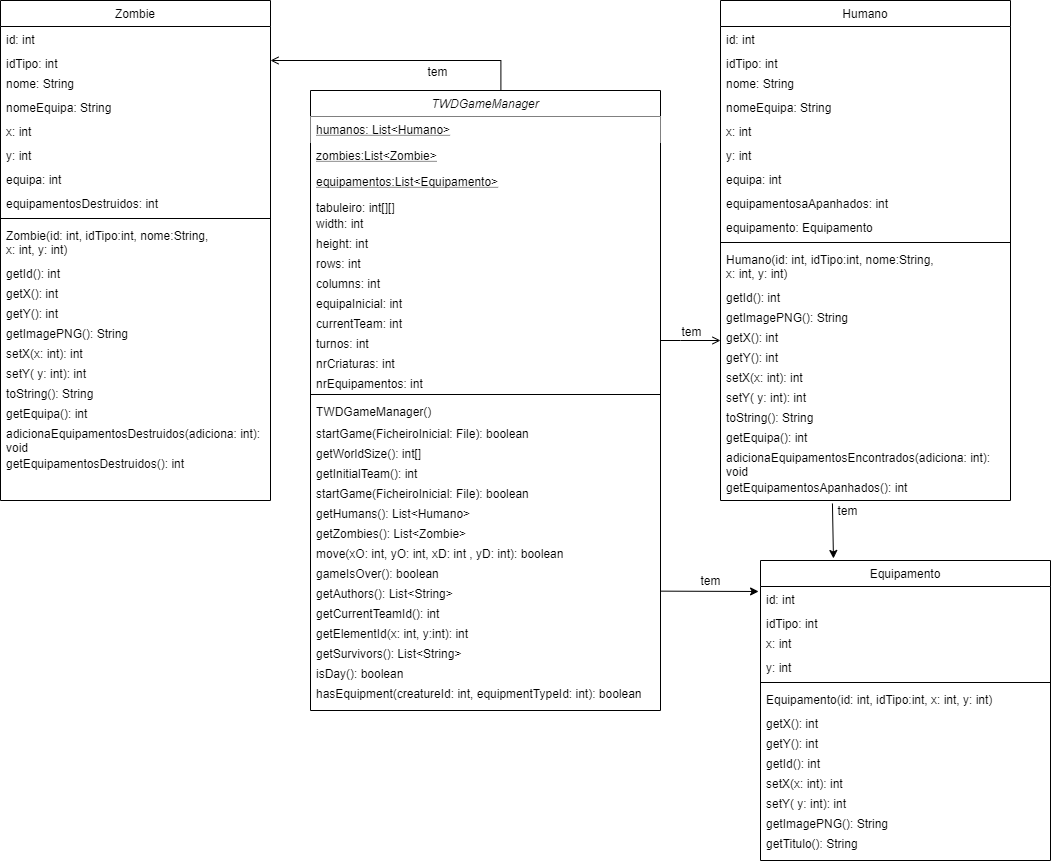 Zombie
id: int
idTipo: int
nome: String
nomeEquipa: String
x: int
y: int
equipa: int
equipamentosDestruidos: int
Zombie(id: int, idTipo:int, nome:String,
x: int, y: int)
getId(): int
getX(): int
getY(): int
getImagePNG(): String
setX(x: int): int
setY( y: int): int
toString(): String
getEquipa(): int
adicionaEquipamentosDestruidos(adiciona: int):
void
getEquipamentosDestruidos(): int
tem
TWDGameManager
humanos: List<Humano>
zombies:List<Zombie>
equipamentos:List<Equipamento>
tabuleiro: int[][]
width: int
height: int
rows: int
columns: int
equipaInicial: int
currentTeam: int
turnos: int
nrCriaturas: int
nrEquipamentos: int
TWDGameManager()
startGame(FicheiroInicial: File): boolean
getWorldSize(): int[]
getInitialTeam(): int
startGame(FicheiroInicial: File): boolean
getHumans(): List<Humano>
getZombies(): List<Zombie>
move(xO: int, yO: int, xD: int , yD: int): boolean
gameIsOver(): boolean
getAuthors(): List<String>
getCurrentTeamId(): int
getElementId(x: int, y:int): int
getSurvivors(): List<String>
isDay(): boolean
hasEquipment(creatureId: int, equipmentTypeId: int): boolean
tem
Humano
id: int
idTipo: int
nome: String
nomeEquipa: String
x: int
y: int
equipa: int
equipamentosaApanhados: int
equipamento: Equipamento
Humano(id: int, idTipo:int, nome:String,
x: int, y: int)
getId(): int
getImagePNG(): String
getX(): int
getY(): int
setX(x: int): int
setY( y: int): int
toString(): String
getEquipa(): int
adicionaEquipamentosEncontrados(adiciona: int):
void
getEquipamentosApanhados(): int
tem
tem
Equipamento
id: int
idTipo: int
x: int
y: int
Equipamento(id: int, idTipo:int, x: int, y: int)
getX(): int
getY(): int
getId(): int
setX(x: int): int
setY( y: int): int
getImagePNG(): String
getTitulo(): String